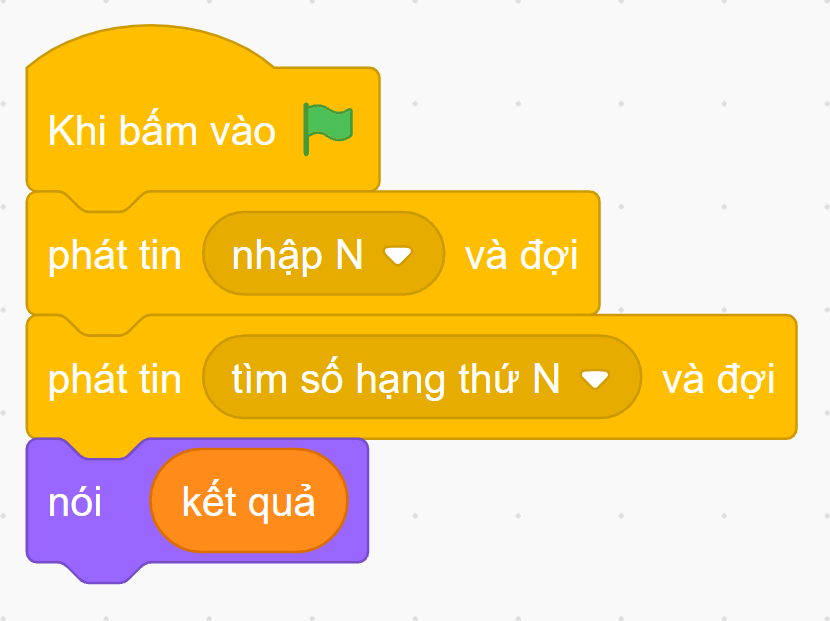 Khi bấm vào
phát tin nhập N và đợi
phát tin tìm số hạng thứ N và đợi
nói kết quả